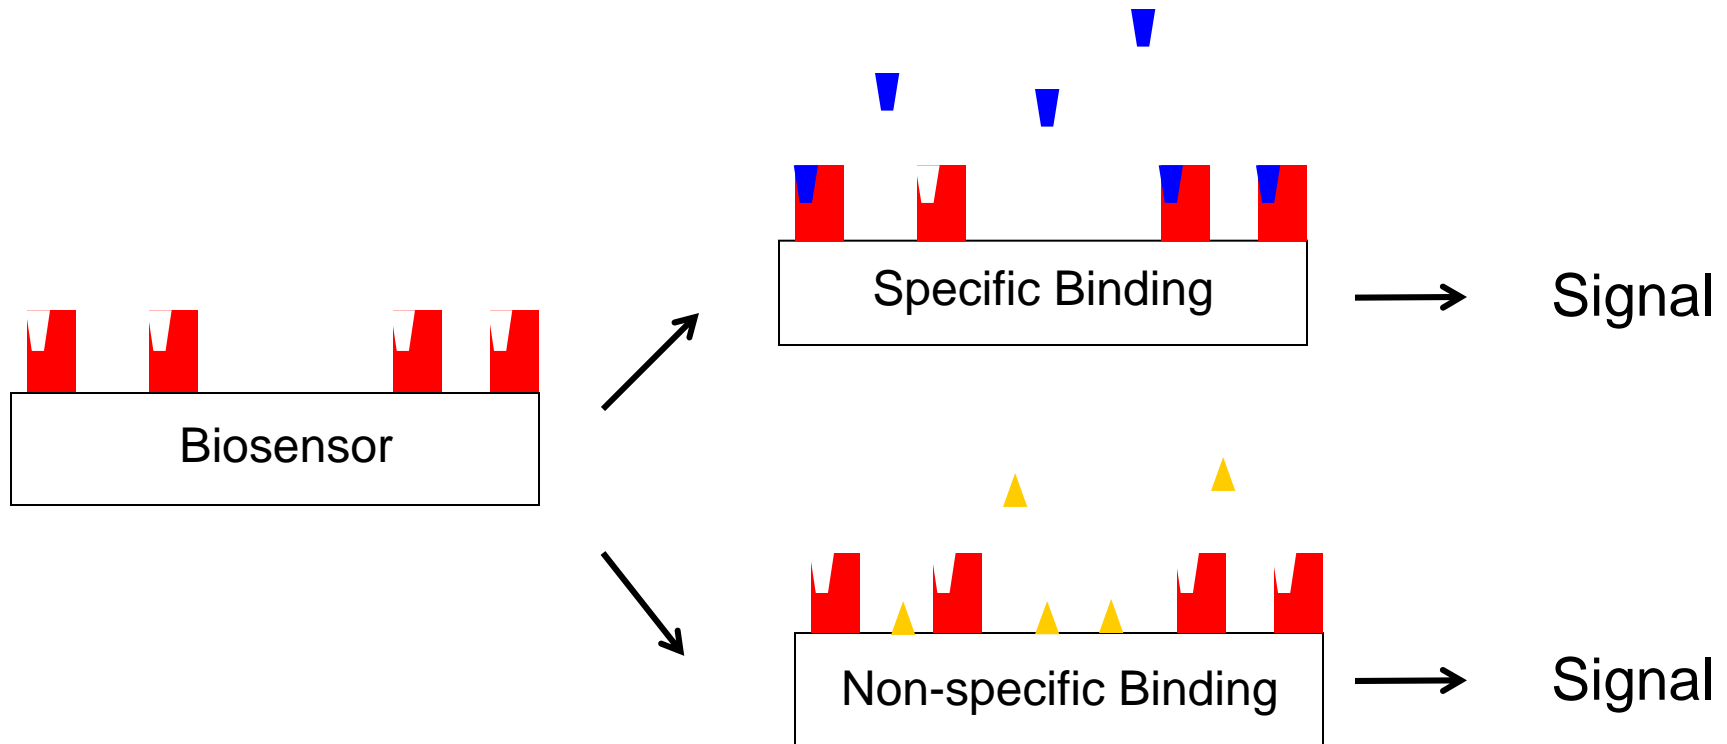 Specific Binding
Signal
Biosensor
Non-specific Binding
Signal